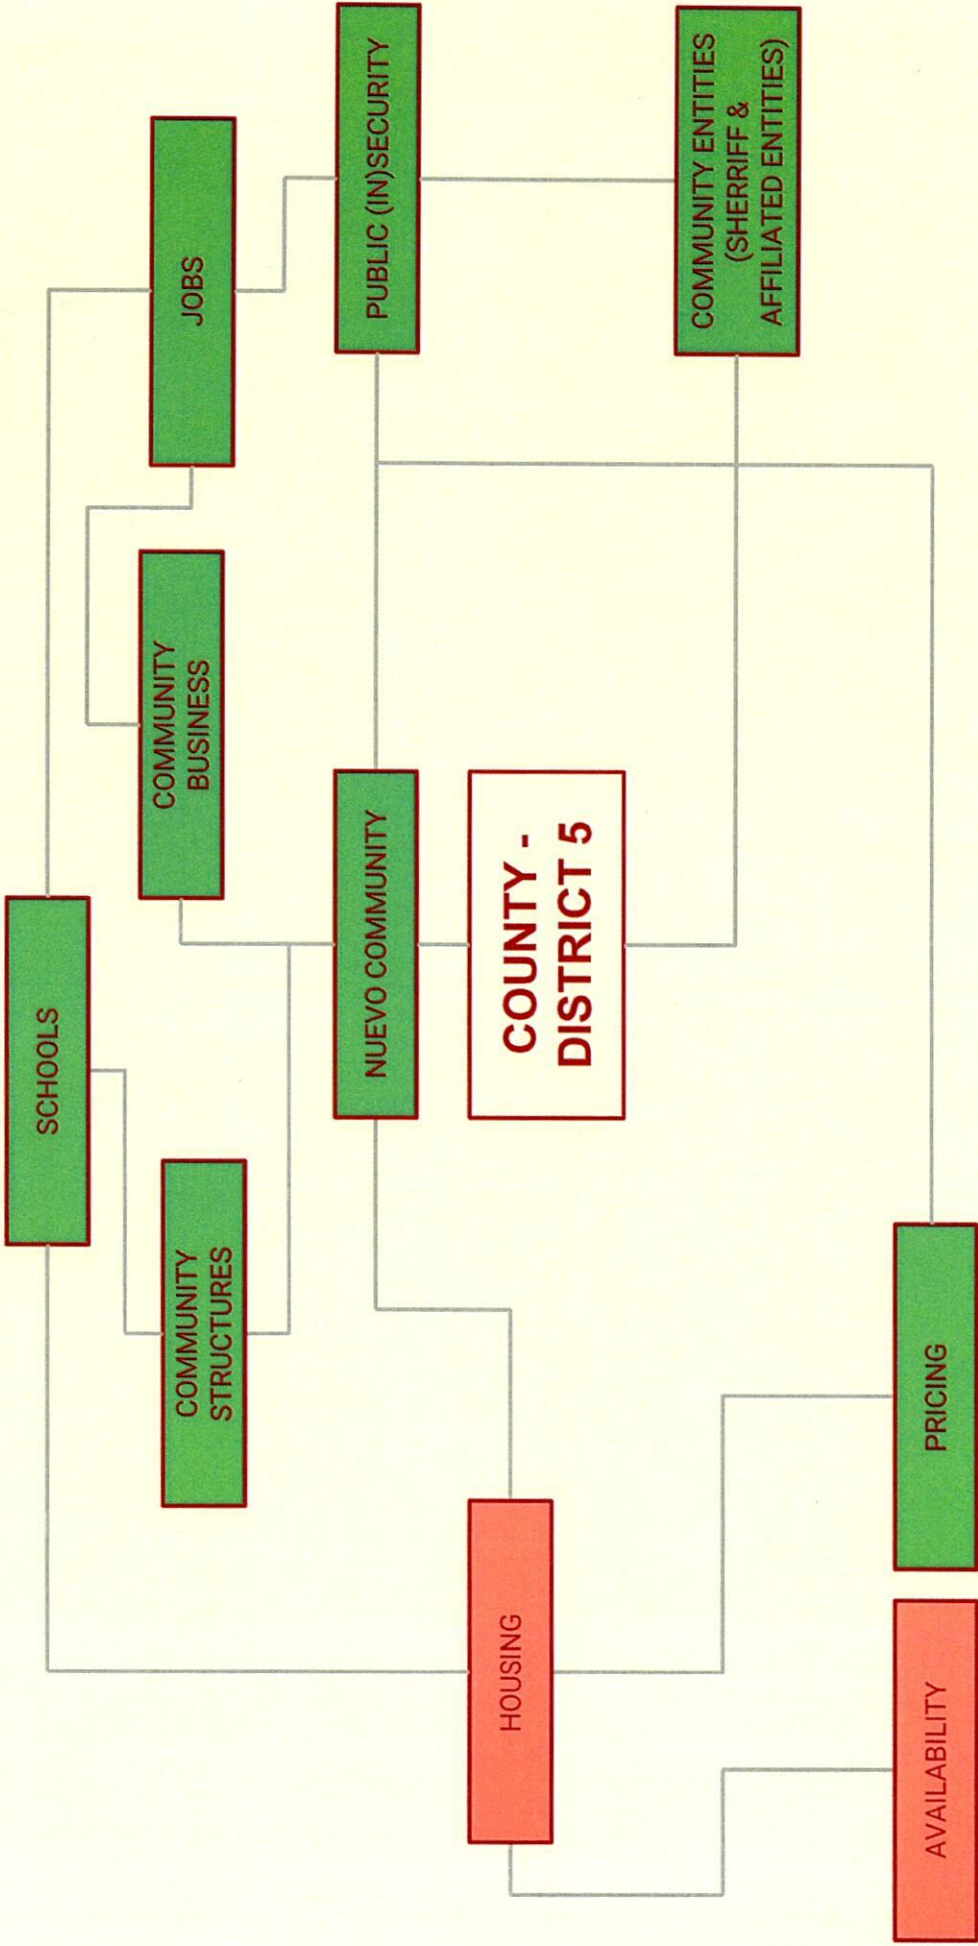 SCHOOLS
COMMUNITY
STRUCTURES
COMMUNITY
BUSINESS
JOBS
NUEVO COMMUNITY
PUBLIC (IN)SECURITY
HOUSING
COUNTY -
DISTRICT 5
COMMUNITY ENTITIES
(SHERRIFF &
AFFILIATED ENTITIES)
AVAILABILITY
PRICING